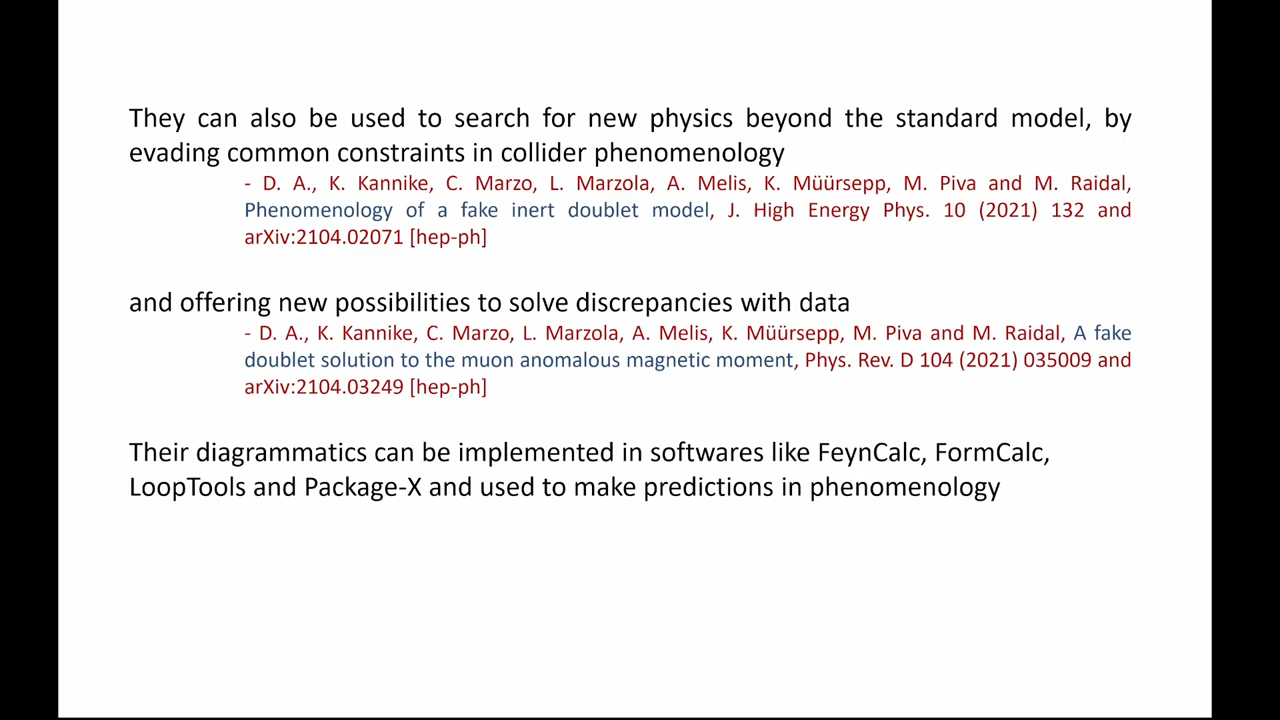 They can also be used to search for new physics beyond the standard model, by
evading common constraints in collider phenomenology
- D. A., K. Kannike, C. Marzo, L. Marzola, A. Melis, K. Müürsepp, M. Piva and M. Raidal,
Phenomenology of a fake inert doublet model, J. High Energy Phys. 10 (2021) 132 and
arXiv:2104.02071 [hep-ph]
and offering new possibilities to solve discrepancies with data
- D. A., K. Kannike, C. Marzo, L. Marzola, A. Melis, K. Müürsepp, M. Piva and M. Raidal, A fake
doublet solution to the muon anomalous magnetic moment, Phys. Rev. D 104 (2021) 035009 and
arXiv:2104.03249 [hep-ph]
Their diagrammatics can be implemented in softwares like FeynCalc, FormCalc,
LoopTools and Package-X and used to make predictions in phenomenology